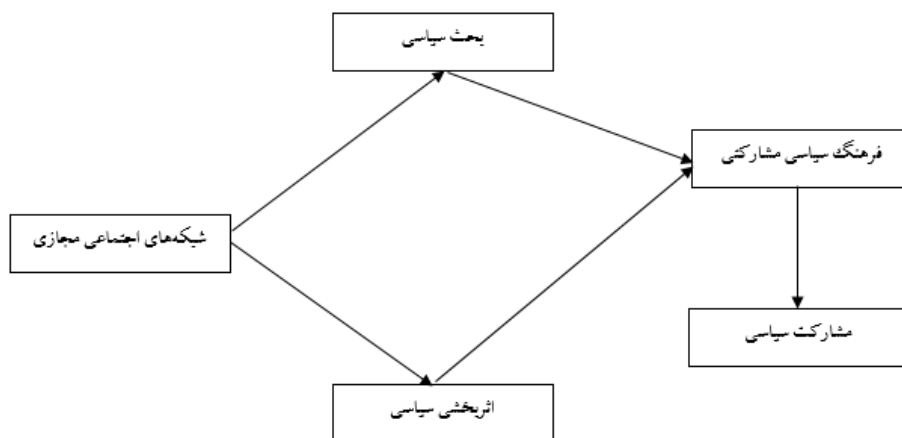 بحث سیاسی
فرهنگ سیاسی مشارکتی
شبکه‌های اجتماعی مجازی
مشارکت سیاسی
اثربخشی سیاسی